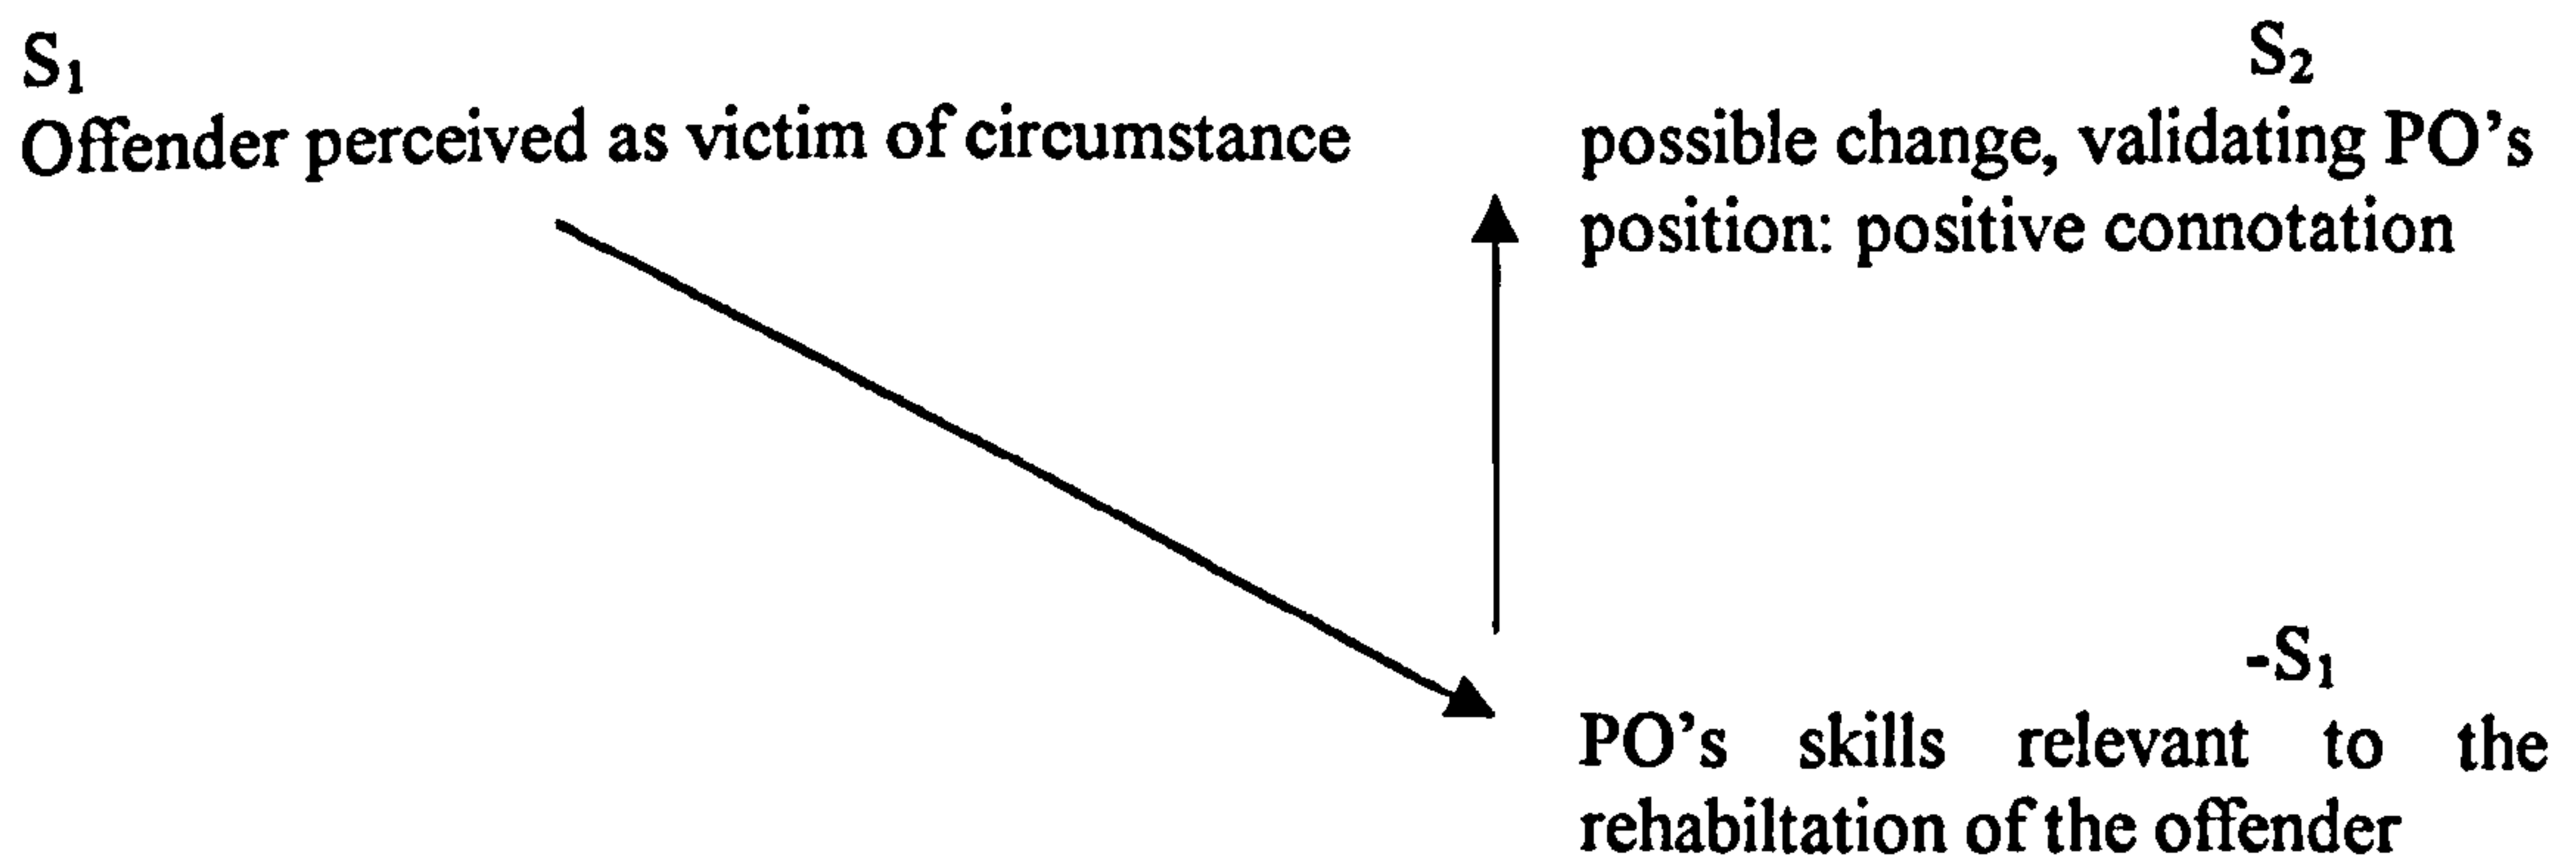 S₁
Offender perceived as victim of circumstance
S₂
possible change, validating PO’s
position: positive connotation
-S₁
PO’s skills relevant to the
rehabiltation of the offender